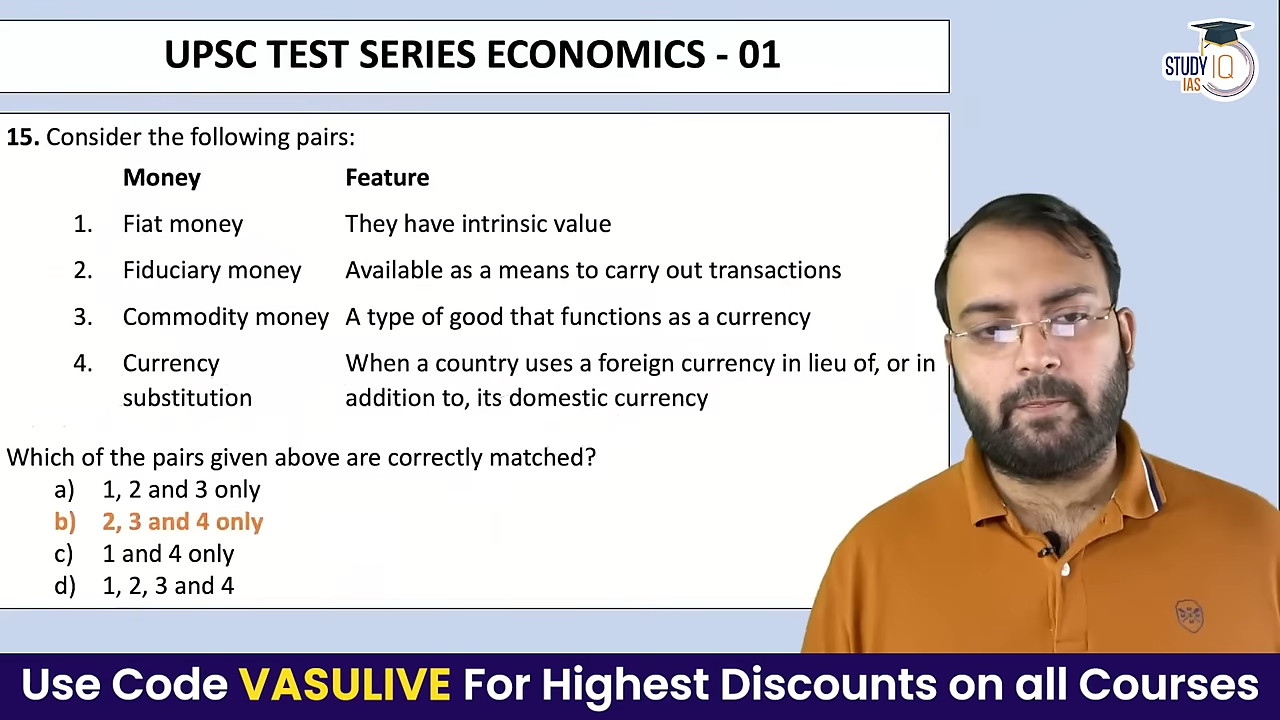 UPSC TEST SERIES ECONOMICS - 01
STUDY IQ
IAS
15. Consider the following pairs:
Money Feature
1. Fiat money They have intrinsic value
2. Fiduciary money Available as a means to carry out transactions
3. Commodity money A type of good that functions as a currency
4. Currency When a country uses a foreign currency in lieu of, or in
substitution addition to, its domestic currency
Which of the pairs given above are correctly matched?
a) 1, 2 and 3 only
b) 2, 3 and 4 only
c) 1 and 4 only
d) 1, 2, 3 and 4
Use Code VASULIVE For Highest Discounts on all Courses